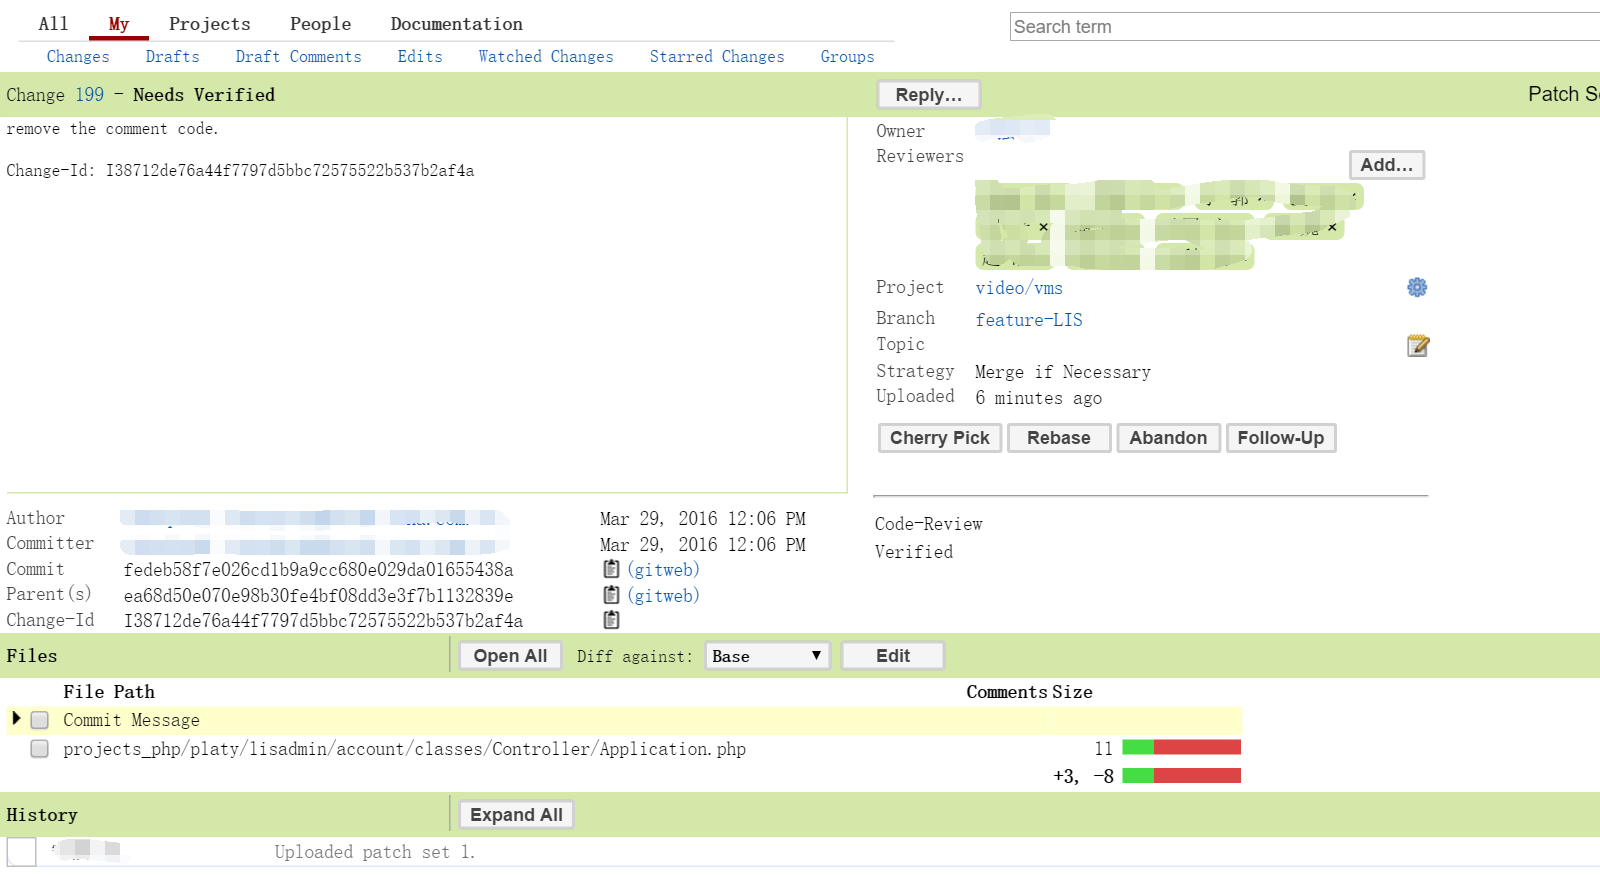 All My Projects People Documentation
Search term
Changes Drafts Draft Comments Edits Watched Changes Starred Changes Groups
Change 199 - Needs Verified Reply... Patch S
remove the comment code.
Change-Id: I38712de76a44f7797d5bbc72575522b537b2af4a
Owner
Reviewers
Add...
郭
× ×
Project video/vms
Branch feature-LIS
Topic
Strategy Merge if Necessary
Uploaded 6 minutes ago
Cherry Pick Rebase Abandon Follow-Up
Author Mar 29, 2016 12:06 PM
Committer Mar 29, 2016 12:06 PM
Commit fedeb58f7e026cd1b9a9cc680e029da01655438a (gitweb)
Parent(s) ea68d50e070e98b30fe4bf08dd3e3f7b1132839e (gitweb)
Change-Id I38712de76a44f7797d5bbc72575522b537b2af4a
Code-Review
Verified
Files Open All Diff against: Base Edit
File Path Comments Size
Commit Message
projects_php/platy/lisadmin/account/classes/Controller/Application.php 11
+3, -8
History Expand All
Uploaded patch set 1.